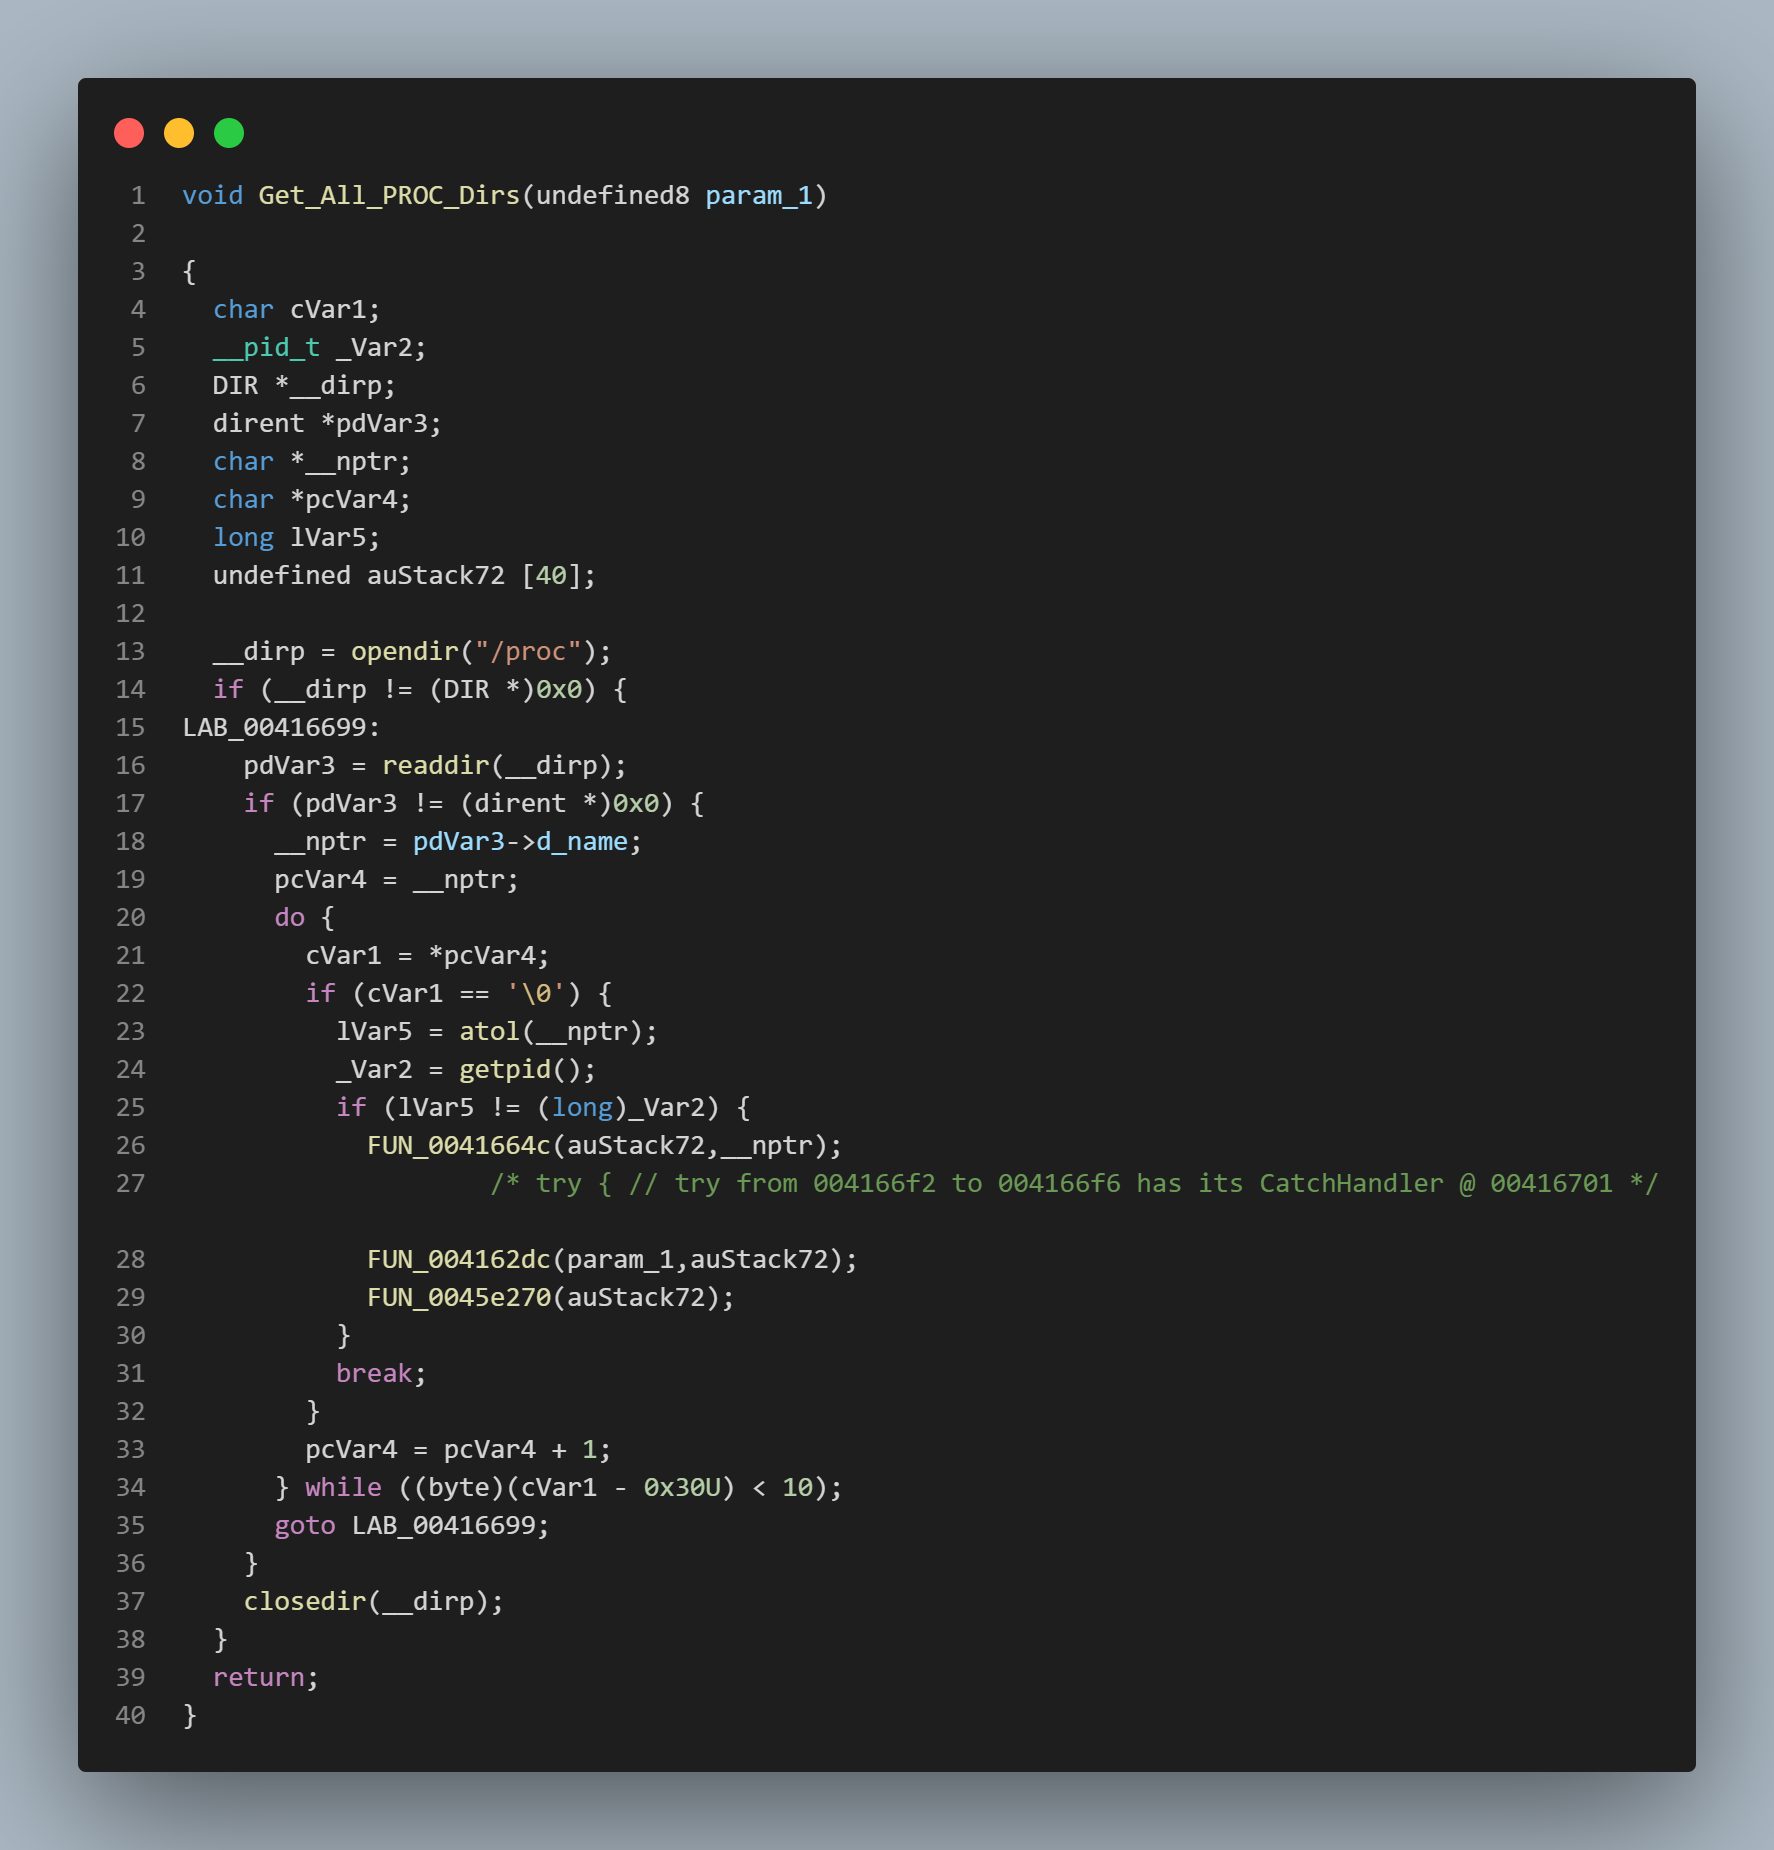 1 void Get_All_PROC_Dirs(undefined8 param_1)
2
3 {
4   char cVar1;
5   __pid_t _Var2;
6   DIR *__dirp;
7   dirent *pdVar3;
8   char *__nptr;
9   char *pcVar4;
10   long lVar5;
11   undefined auStack72 [40];
12
13   __dirp = opendir("/proc");
14   if (__dirp != (DIR *)0x0) {
15 LAB_00416699:
16     pdVar3 = readdir(__dirp);
17     if (pdVar3 != (dirent *)0x0) {
18       __nptr = pdVar3->d_name;
19       pcVar4 = __nptr;
20       do {
21         cVar1 = *pcVar4;
22         if (cVar1 == '\0') {
23           lVar5 = atol(__nptr);
24           _Var2 = getpid();
25           if (lVar5 != (long)_Var2) {
26             FUN_0041664c(auStack72,__nptr);
27                     /* try { // try from 004166f2 to 004166f6 has its CatchHandler @ 00416701 */
28             FUN_004162dc(param_1,auStack72);
29             FUN_0045e270(auStack72);
30           }
31           break;
32         }
33         pcVar4 = pcVar4 + 1;
34       } while ((byte)(cVar1 - 0x30U) < 10);
35       goto LAB_00416699;
36     }
37     closedir(__dirp);
38   }
39   return;
40 }